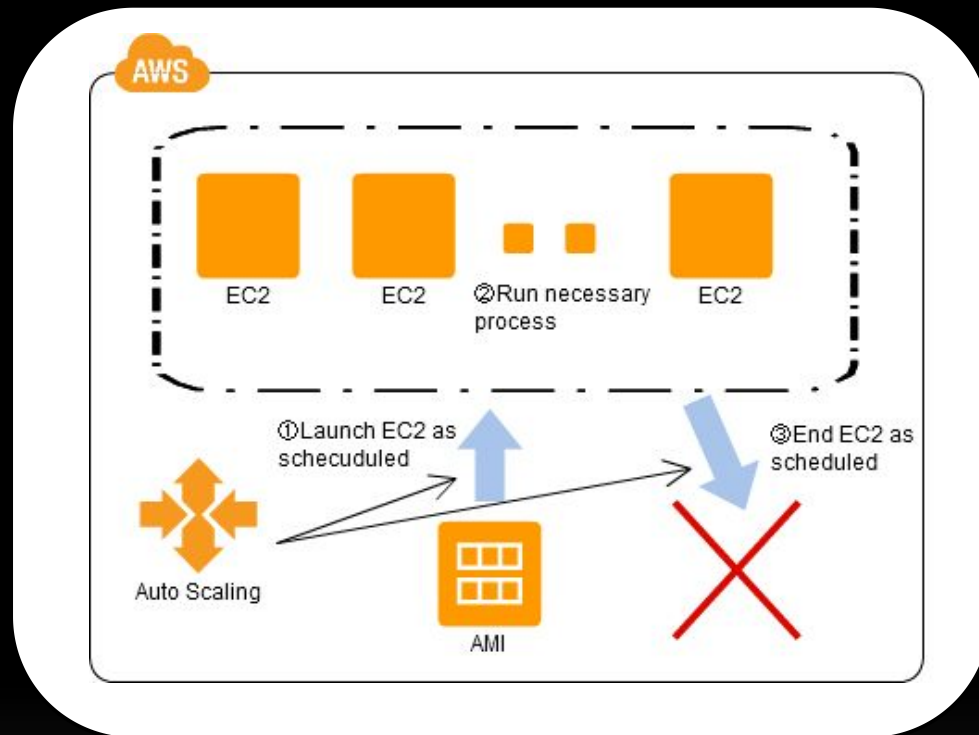 AWS
EC2
EC2
②Run necessary
process
EC2
①Launch EC2 as
schecuduled
③End EC2 as
scheduled
Auto Scaling
AMI